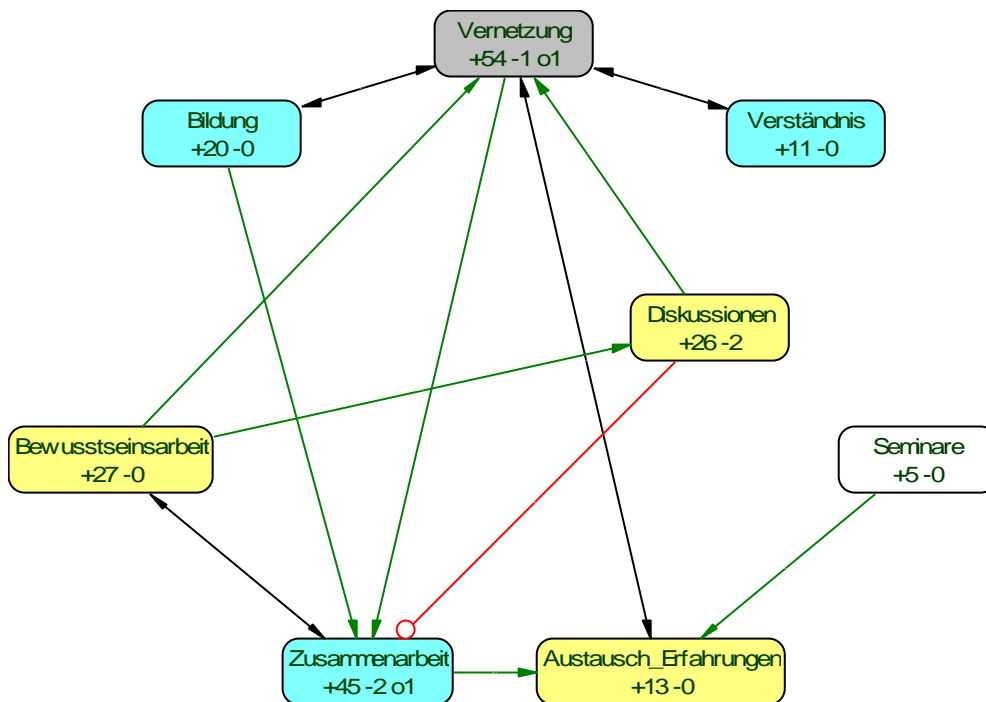 Vernetzung
+54 -1 o1
Bildung
+20 -0
Verständnis
+11 -0
Diskussionen
+26 -2
Bewusstseinsarbeit
+27 -0
Seminare
+5 -0
Zusammenarbeit
+45 -2 o1
Austausch_Erfahrungen
+13 -0